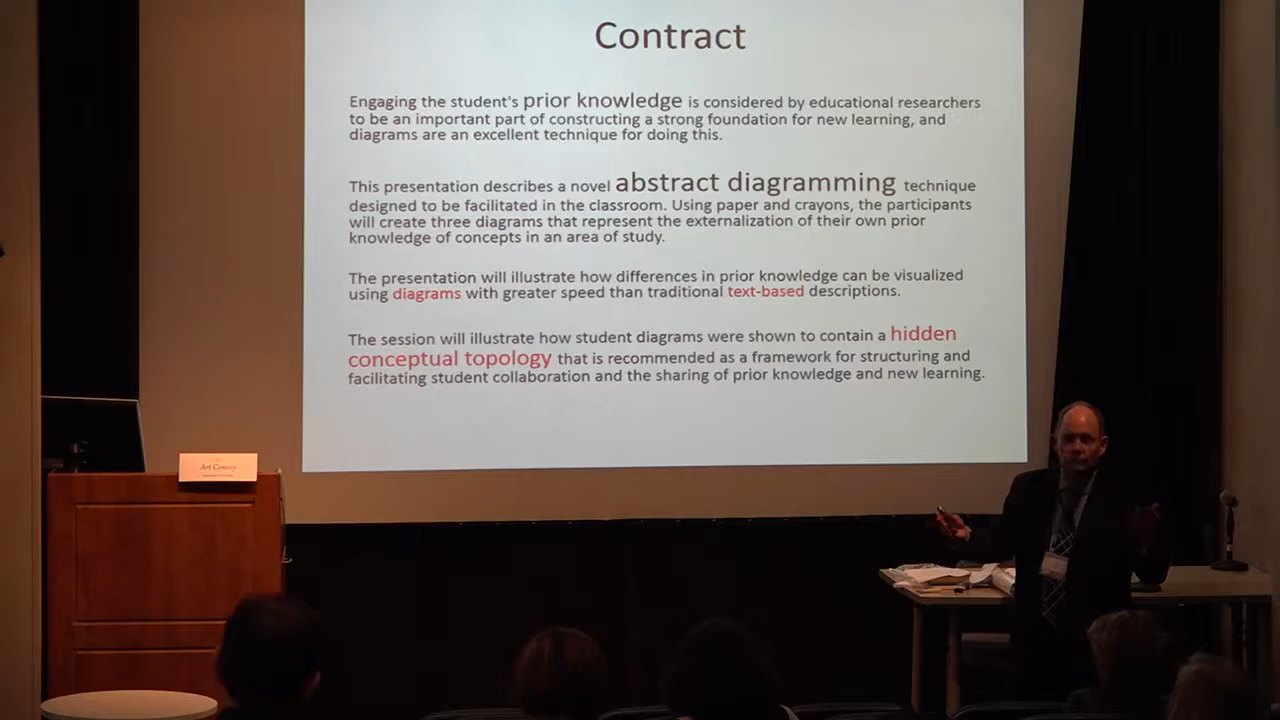 Contract
Engaging the student's prior knowledge is considered by educational researchers
to be an important part of constructing a strong foundation for new learning, and
diagrams are an excellent technique for doing this.
This presentation describes a novel abstract diagramming technique
designed to be facilitated in the classroom. Using paper and crayons, the participants
will create three diagrams that represent the externalization of their own prior
knowledge of concepts in an area of study.
The presentation will illustrate how differences in prior knowledge can be visualized
using diagrams with greater speed than traditional text-based descriptions.
The session will illustrate how student diagrams were shown to contain a hidden
conceptual topology that is recommended as a framework for structuring and
facilitating student collaboration and the sharing of prior knowledge and new learning.
Art Conroy